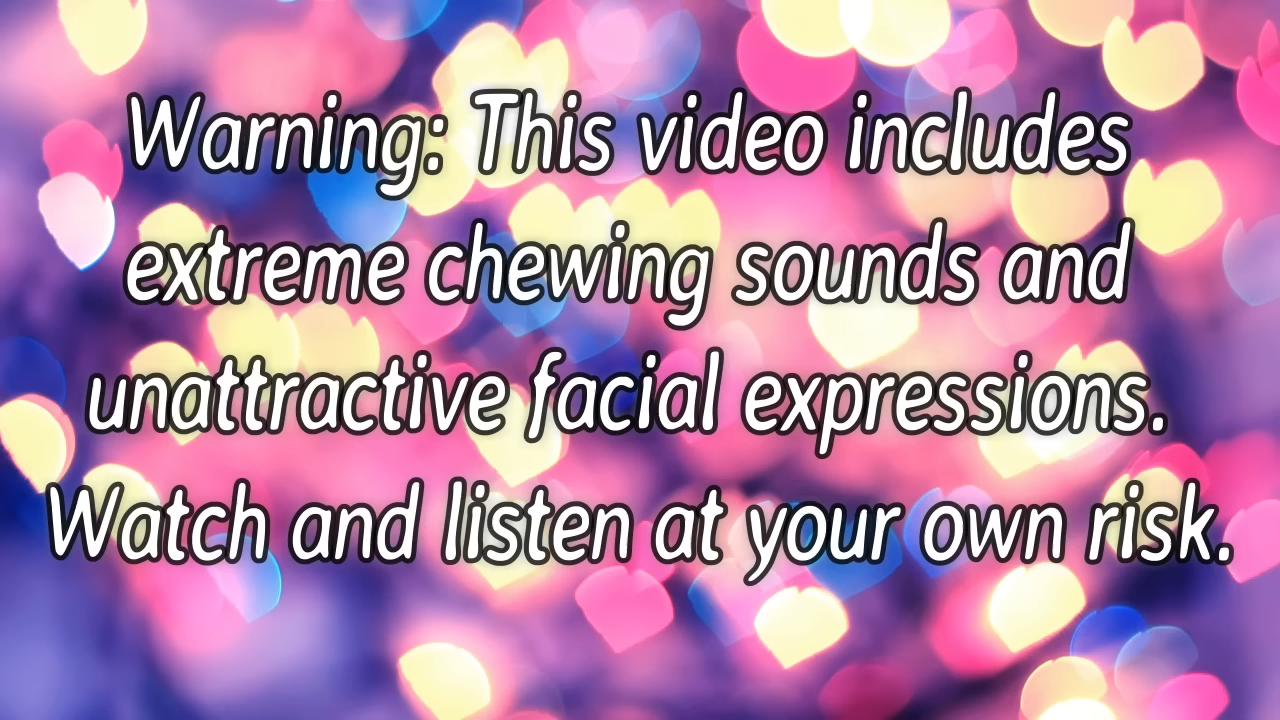 Warning: This video includes
extreme chewing sounds and
unattractive facial expressions.
Watch and listen at your own risk.